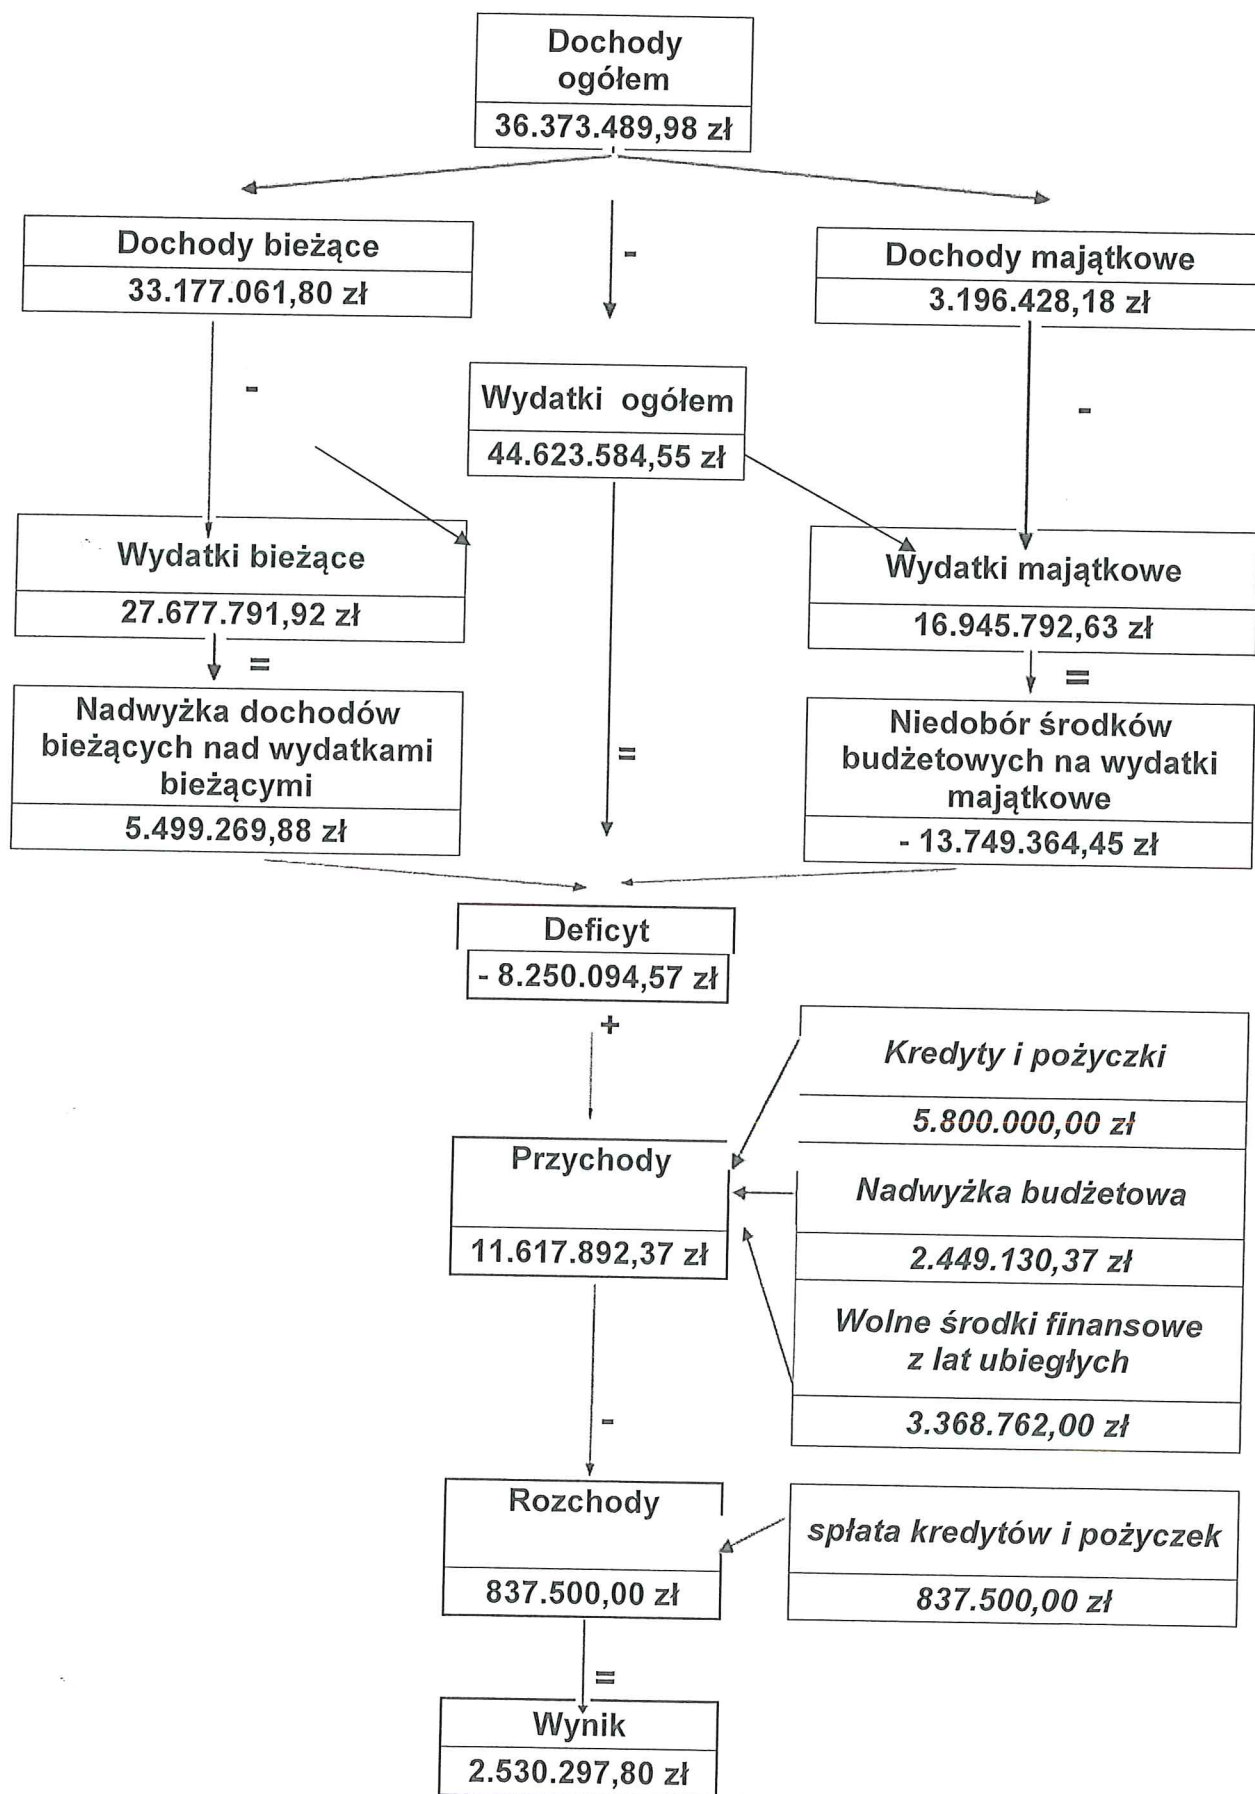 Dochody
ogółem
36.373.489,98 zł
Dochody bieżące
33.177.061,80 zł
-
Dochody majątkowe
3.196.428,18 zł
-
Wydatki ogółem
44.623.584,55 zł
-
Wydatki bieżące
27.677.791,92 zł
Wydatki majątkowe
16.945.792,63 zł
=
=
Nadwyżka dochodów
bieżących nad wydatkami
bieżącymi
5.499.269,88 zł
=
Niedobór środków
budżetowych na wydatki
majątkowe
- 13.749.364,45 zł
Deficyt
- 8.250.094,57 zł
+
Kredyty i pożyczki
5.800.000,00 zł
Przychody
11.617.892,37 zł
Nadwyżka budżetowa
2.449.130,37 zł
Wolne środki finansowe
z lat ubiegłych
3.368.762,00 zł
-
Rozchody
837.500,00 zł
spłata kredytów i pożyczek
837.500,00 zł
=
Wynik
2.530.297,80 zł